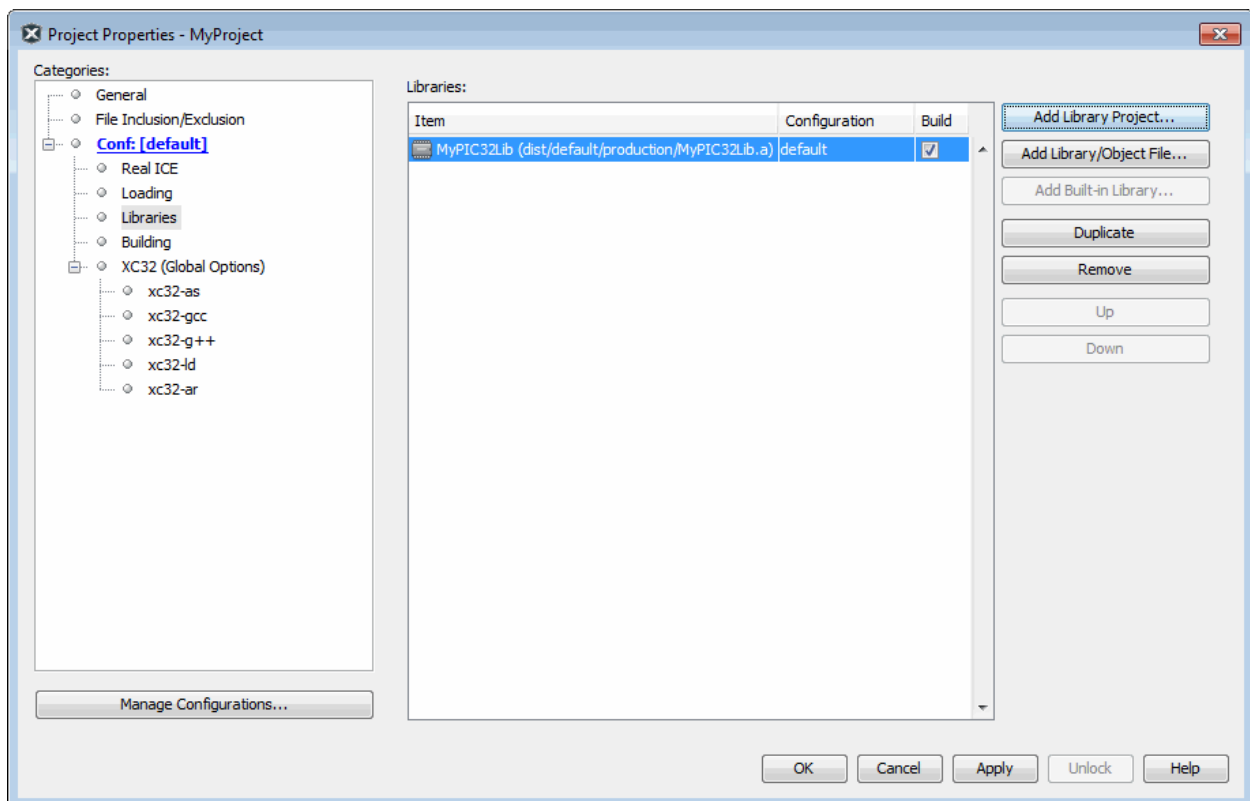 Project Properties - MyProject
Categories:
General
File Inclusion/Exclusion
Conf: [default]
Real ICE
Loading
Libraries
Building
XC32 (Global Options)
xc32-as
xc32-gcc
xc32-g++
xc32-ld
xc32-ar
Manage Configurations...
Libraries:
Item Configuration Build
MyPIC32Lib (dist/default/production/MyPIC32Lib.a) default
Add Library Project...
Add Library/Object File...
Add Built-in Library...
Duplicate
Remove
Up
Down
OK Cancel Apply Unlock Help